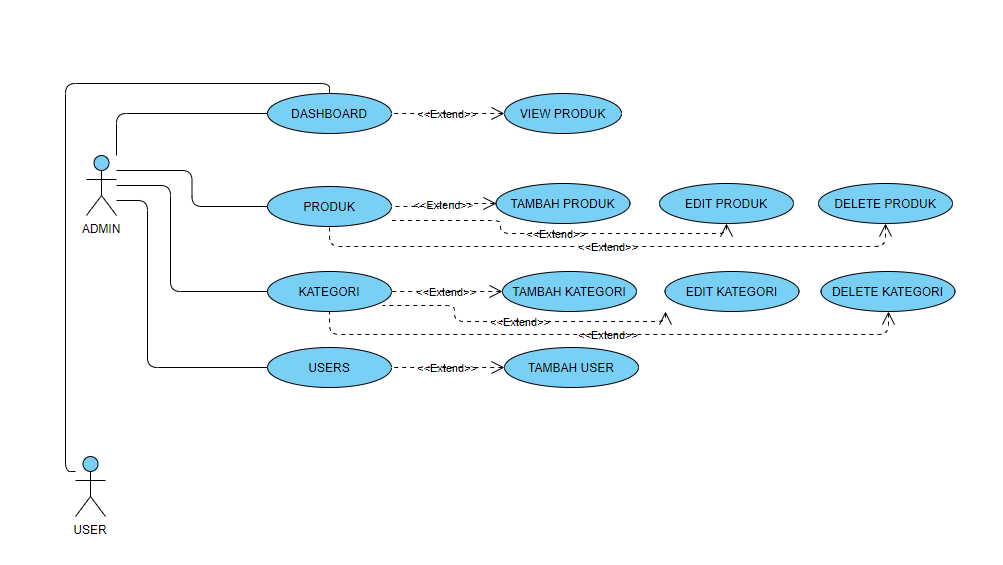 DASHBOARD
<<Extend>>
VIEW PRODUK
ADMIN
PRODUK
<<Extend>>
TAMBAH PRODUK
EDIT PRODUK
DELETE PRODUK
<<Extend>>
<<Extend>>
KATEGORI
<<Extend>>
TAMBAH KATEGORI
EDIT KATEGORI
DELETE KATEGORI
<<Extend>>
<<Extend>>
USERS
<<Extend>>
TAMBAH USER
USER